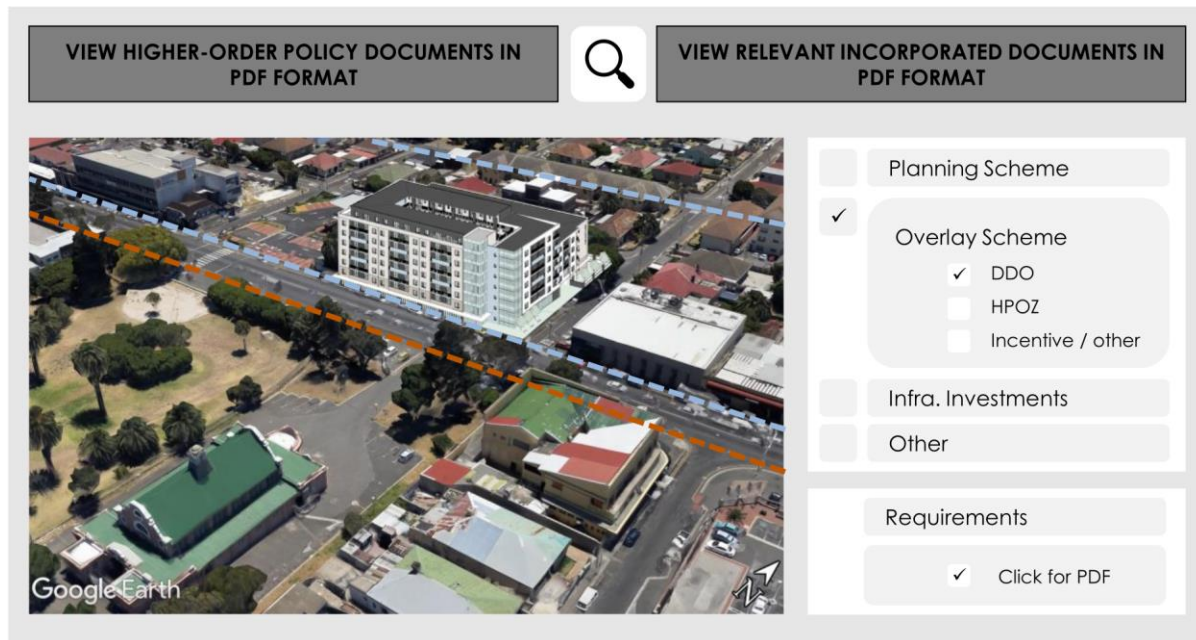 VIEW HIGHER-ORDER POLICY DOCUMENTS IN
PDF FORMAT
VIEW RELEVANT INCORPORATED DOCUMENTS IN
PDF FORMAT
Planning Scheme
✓
Overlay Scheme
✓ DDO
HPOZ
Incentive / other
Infra. Investments
Other
Requirements
✓ Click for PDF
Google Earth
N